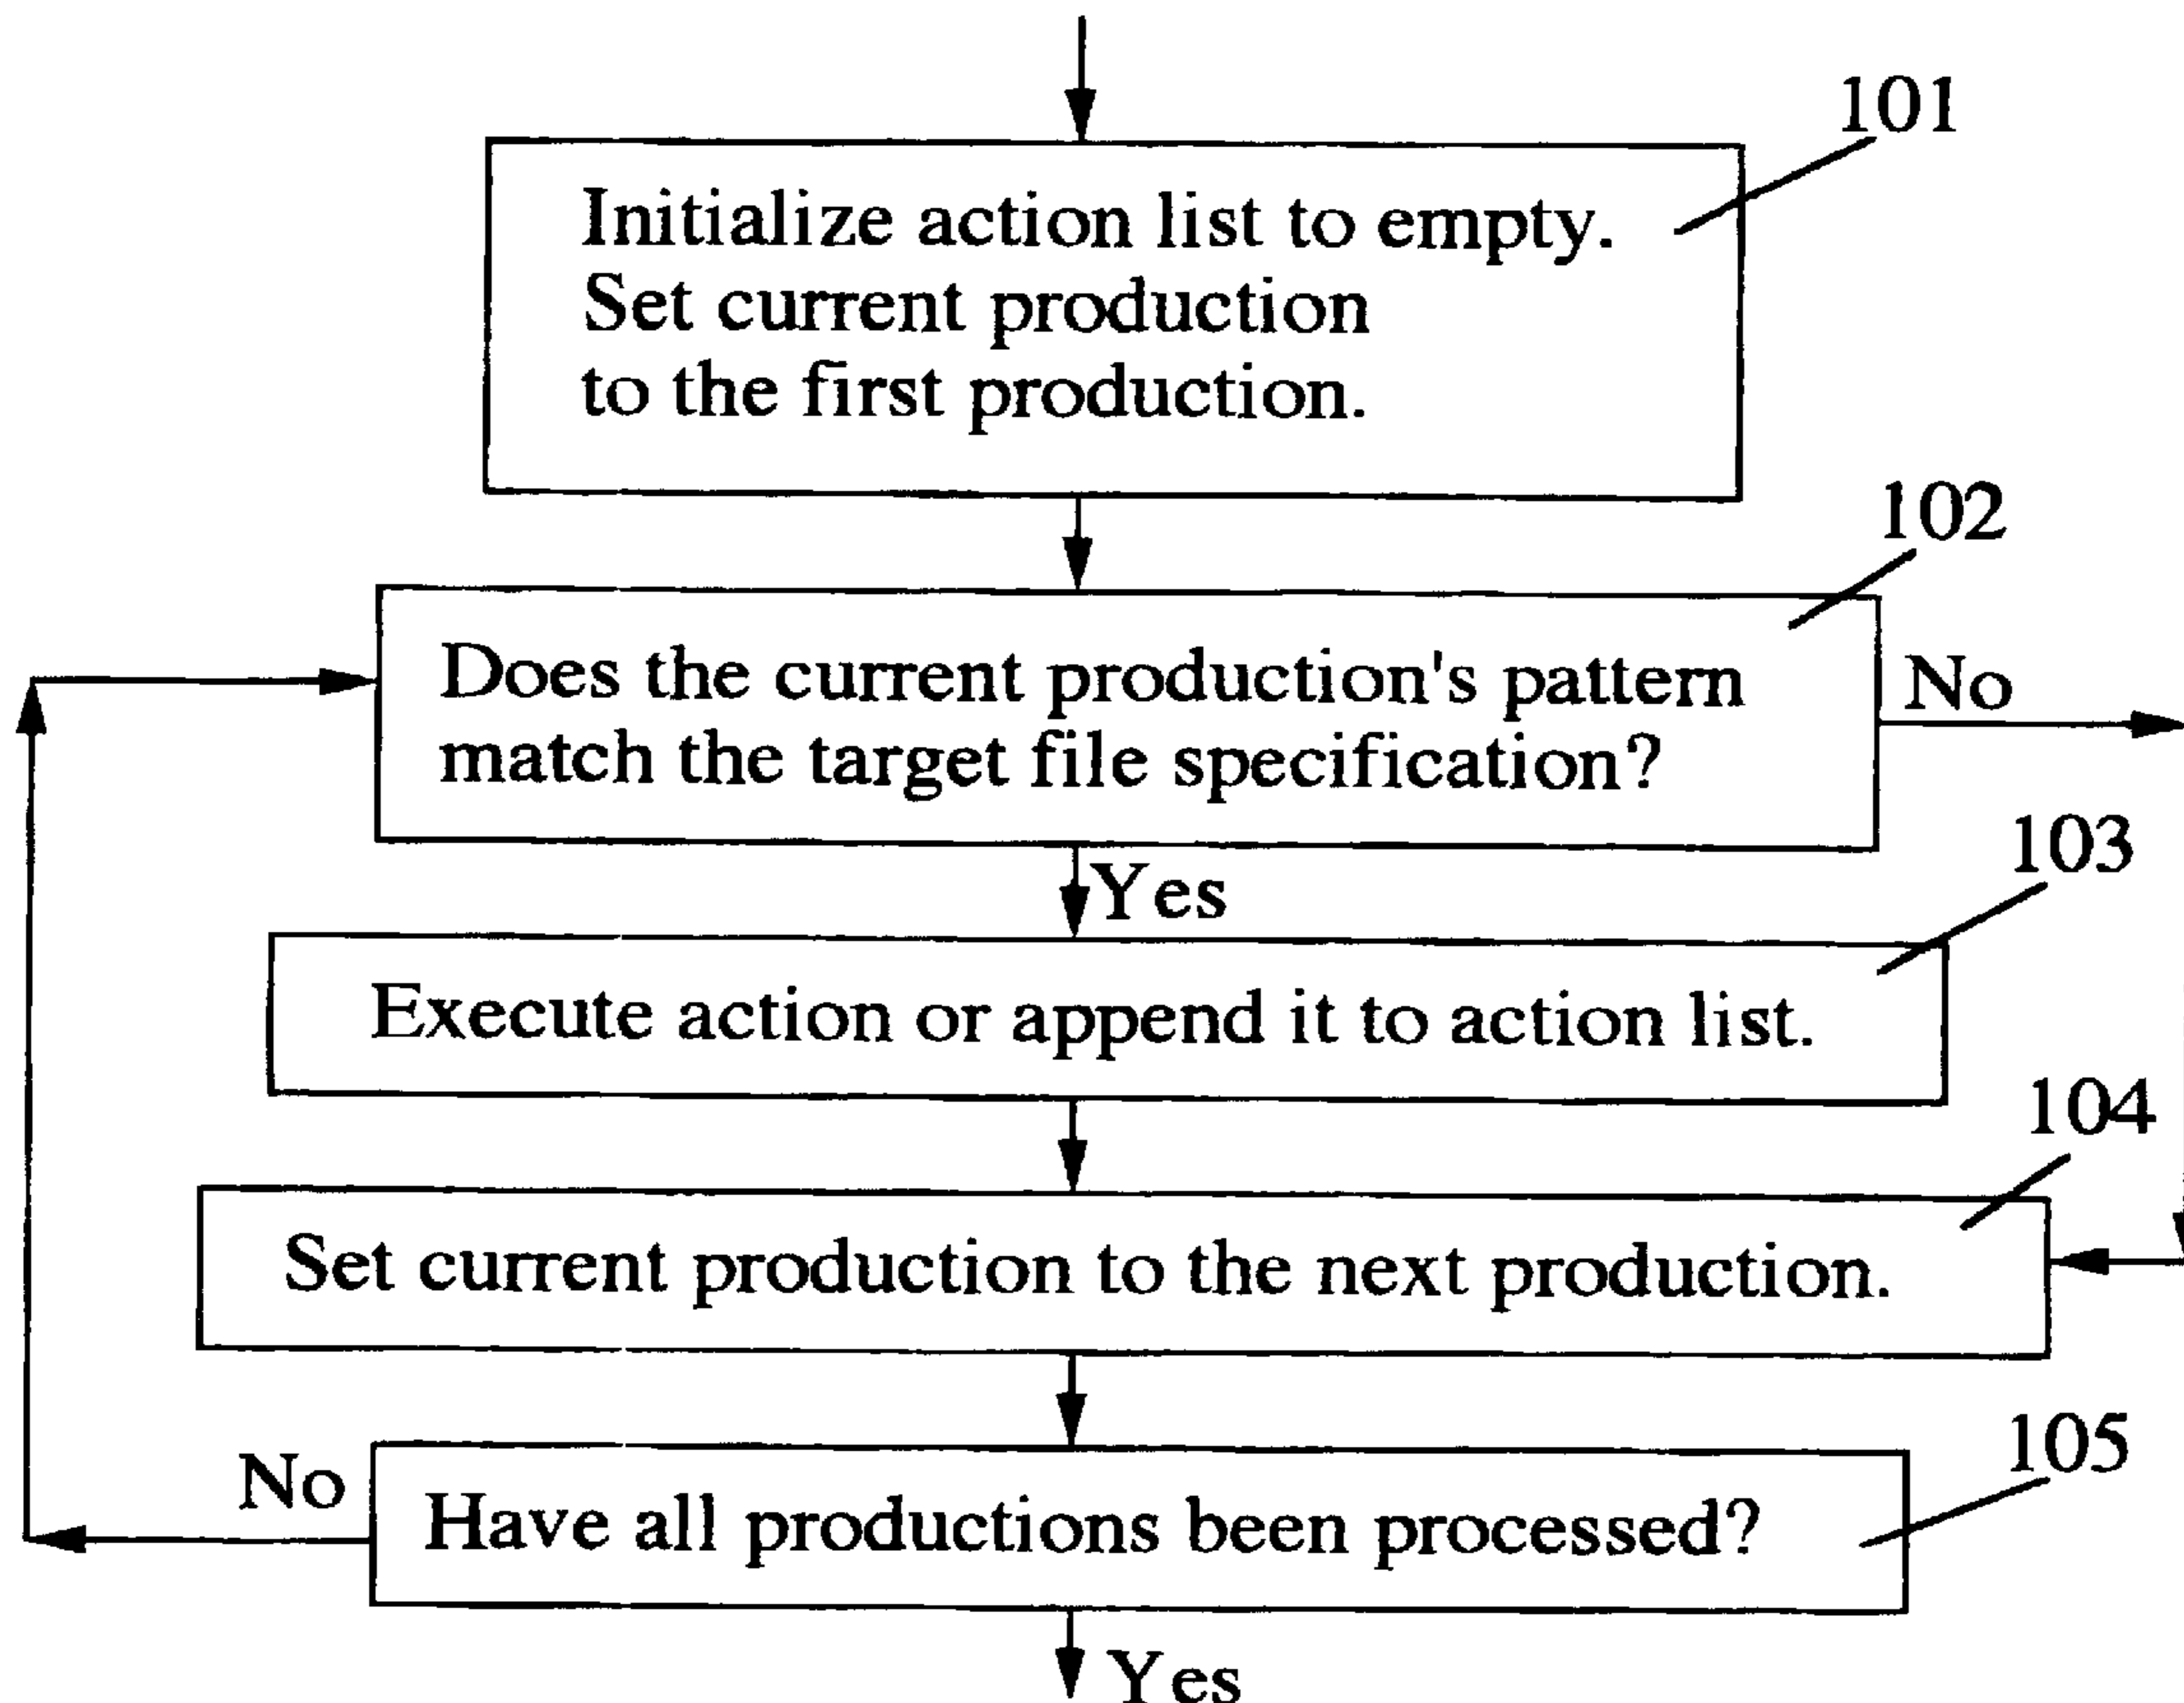 101
Initialize action list to empty.
Set current production
to the first production.
102
Does the current production's pattern
match the target file specification?
No
Yes
103
Execute action or append it to action list.
104
Set current production to the next production.
105
No
Have all productions been processed?
Yes